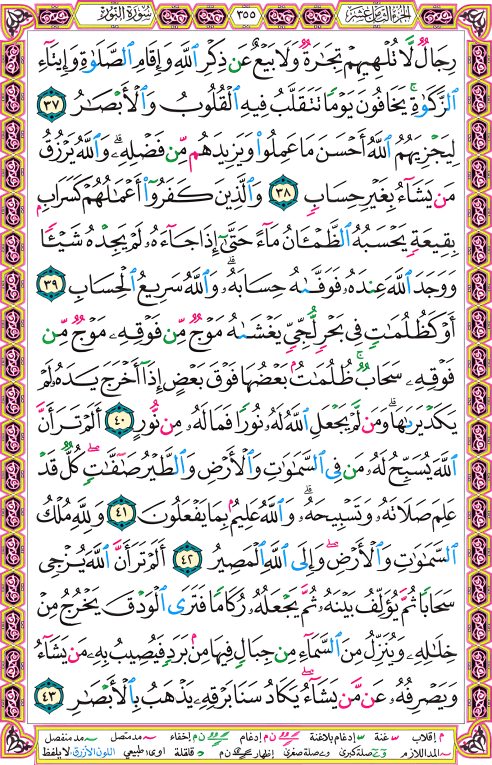 الجزء الثامن عشر ٣٥٥ سورة النور
رِجَالٌ لَّا تُلْهِيهِمْ تِجَٰرَةٌ وَلَا بَيْعٌ عَن ذِكْرِ ٱللَّهِ وَإِقَامِ ٱلصَّلَوٰةِ وَإِيتَآءِ
ٱلزَّكَوٰةِ يَخَافُونَ يَوْمًا تَتَقَلَّبُ فِيهِ ٱلْقُلُوبُ وَٱلْأَبْصَٰرُ ٣٧
لِيَجْزِيَهُمُ ٱللَّهُ أَحْسَنَ مَا عَمِلُوا۟ وَيَزِيدَهُم مِّن فَضْلِهِۦ ۗ وَٱللَّهُ يَرْزُقُ
مَن يَشَآءُ بِغَيْرِ حِسَابٍ ٣٨ وَٱلَّذِينَ كَفَرُوٓا۟ أَعْمَٰلُهُمْ كَسَرَابٍۭ
بِقِيعَةٍ يَحْسَبُهُ ٱلظَّمْـَٔانُ مَآءً حَتَّىٰٓ إِذَا جَآءَهُۥ لَمْ يَجِدْهُ شَيْـًٔا
وَوَجَدَ ٱللَّهَ عِندَهُۥ فَوَفَّىٰهُ حِسَابَهُۥ ۗ وَٱللَّهُ سَرِيعُ ٱلْحِسَابِ ٣٩
أَوْ كَظُلُمَٰتٍ فِى بَحْرٍ لُّجِّىٍّ يَغْشَىٰهُ مَوْجٌ مِّن فَوْقِهِۦ مَوْجٌ مِّن
فَوْقِهِۦ سَحَابٌ ۚ ظُلُمَٰتٌۢ بَعْضُهَا فَوْقَ بَعْضٍ إِذَآ أَخْرَجَ يَدَهُۥ لَمْ
يَكَدْ يَرَىٰهَا ۗ وَمَن لَّمْ يَجْعَلِ ٱللَّهُ لَهُۥ نُورًا فَمَا لَهُۥ مِن نُّورٍ ٤٠ أَلَمْ تَرَ أَنَّ
ٱللَّهَ يُسَبِّحُ لَهُۥ مَن فِى ٱلسَّمَٰوَٰتِ وَٱلْأَرْضِ وَٱلطَّيْرُ صَٰٓفَّٰتٍ ۖ كُلٌّ قَدْ
عَلِمَ صَلَاتَهُۥ وَتَسْبِيحَهُۥ ۗ وَٱللَّهُ عَلِيمٌۢ بِمَا يَفْعَلُونَ ٤١ وَلِلَّهِ مُلْكُ
ٱلسَّمَٰوَٰتِ وَٱلْأَرْضِ ۖ وَإِلَى ٱللَّهِ ٱلْمَصِيرُ ٤٢ أَلَمْ تَرَ أَنَّ ٱللَّهَ يُزْجِى
سَحَابًا ثُمَّ يُؤَلِّفُ بَيْنَهُۥ ثُمَّ يَجْعَلُهُۥ رُكَامًا فَتَرَى ٱلْوَدْقَ يَخْرُجُ مِنْ
خِلَٰلِهِۦ وَيُنَزِّلُ مِنَ ٱلسَّمَآءِ مِن جِبَالٍ فِيهَا مِنۢ بَرَدٍ فَيُصِيبُ بِهِۦ مَن يَشَآءُ
وَيَصْرِفُهُۥ عَن مَّن يَشَآءُ ۖ يَكَادُ سَنَا بَرْقِهِۦ يَذْهَبُ بِٱلْأَبْصَٰرِ ٤٣
م إقلاب غنة إدغام بلاغنة ن م إدغام ن م إخفاء مد متصل مد منفصل
المد اللازم صلة كبرى وصلة صغرى إظهار ن م قلقلة اوى طبيعي اللون الأزرق لا يلفظ